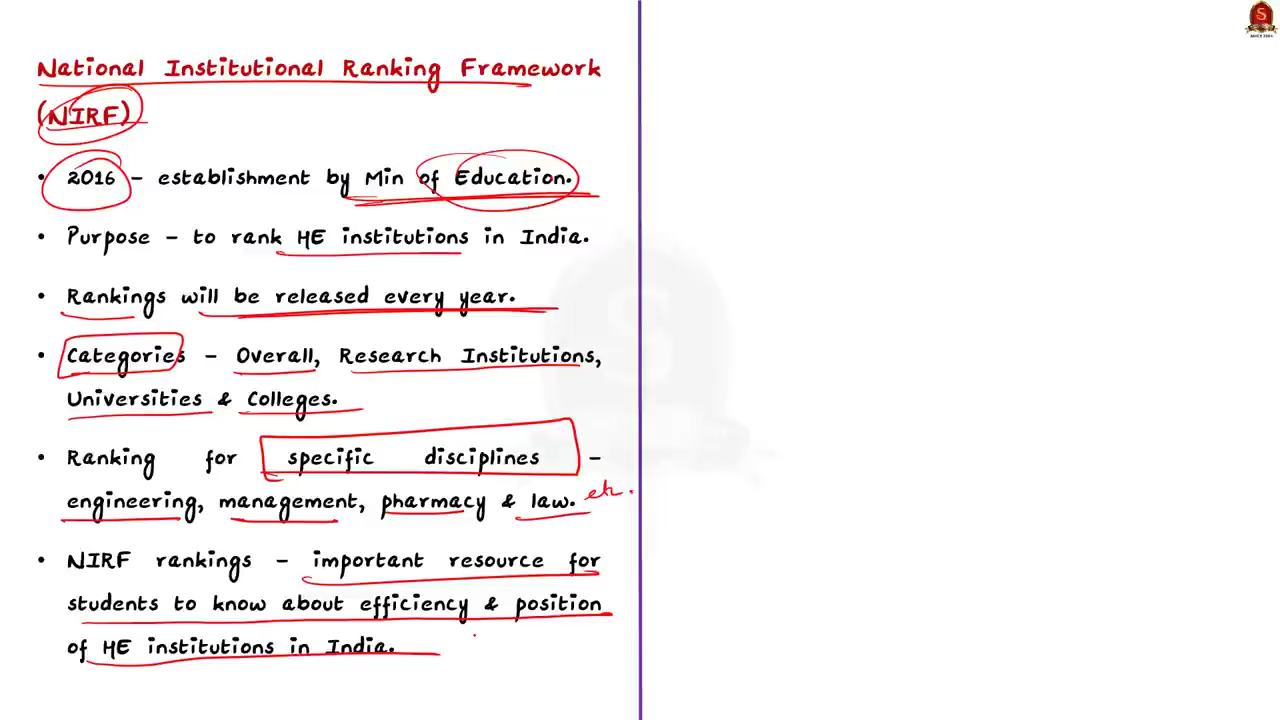 National Institutional Ranking Framework
(NIRF)
• 2016 - establishment by Min of Education.
• Purpose - to rank HE institutions in India.
• Rankings will be released every year.
• Categories - Overall, Research Institutions,
Universities & Colleges.
• Ranking for specific disciplines -
engineering, management, pharmacy & law. etc.
• NIRF rankings - important resource for
students to know about efficiency & position
of HE institutions in India.
S